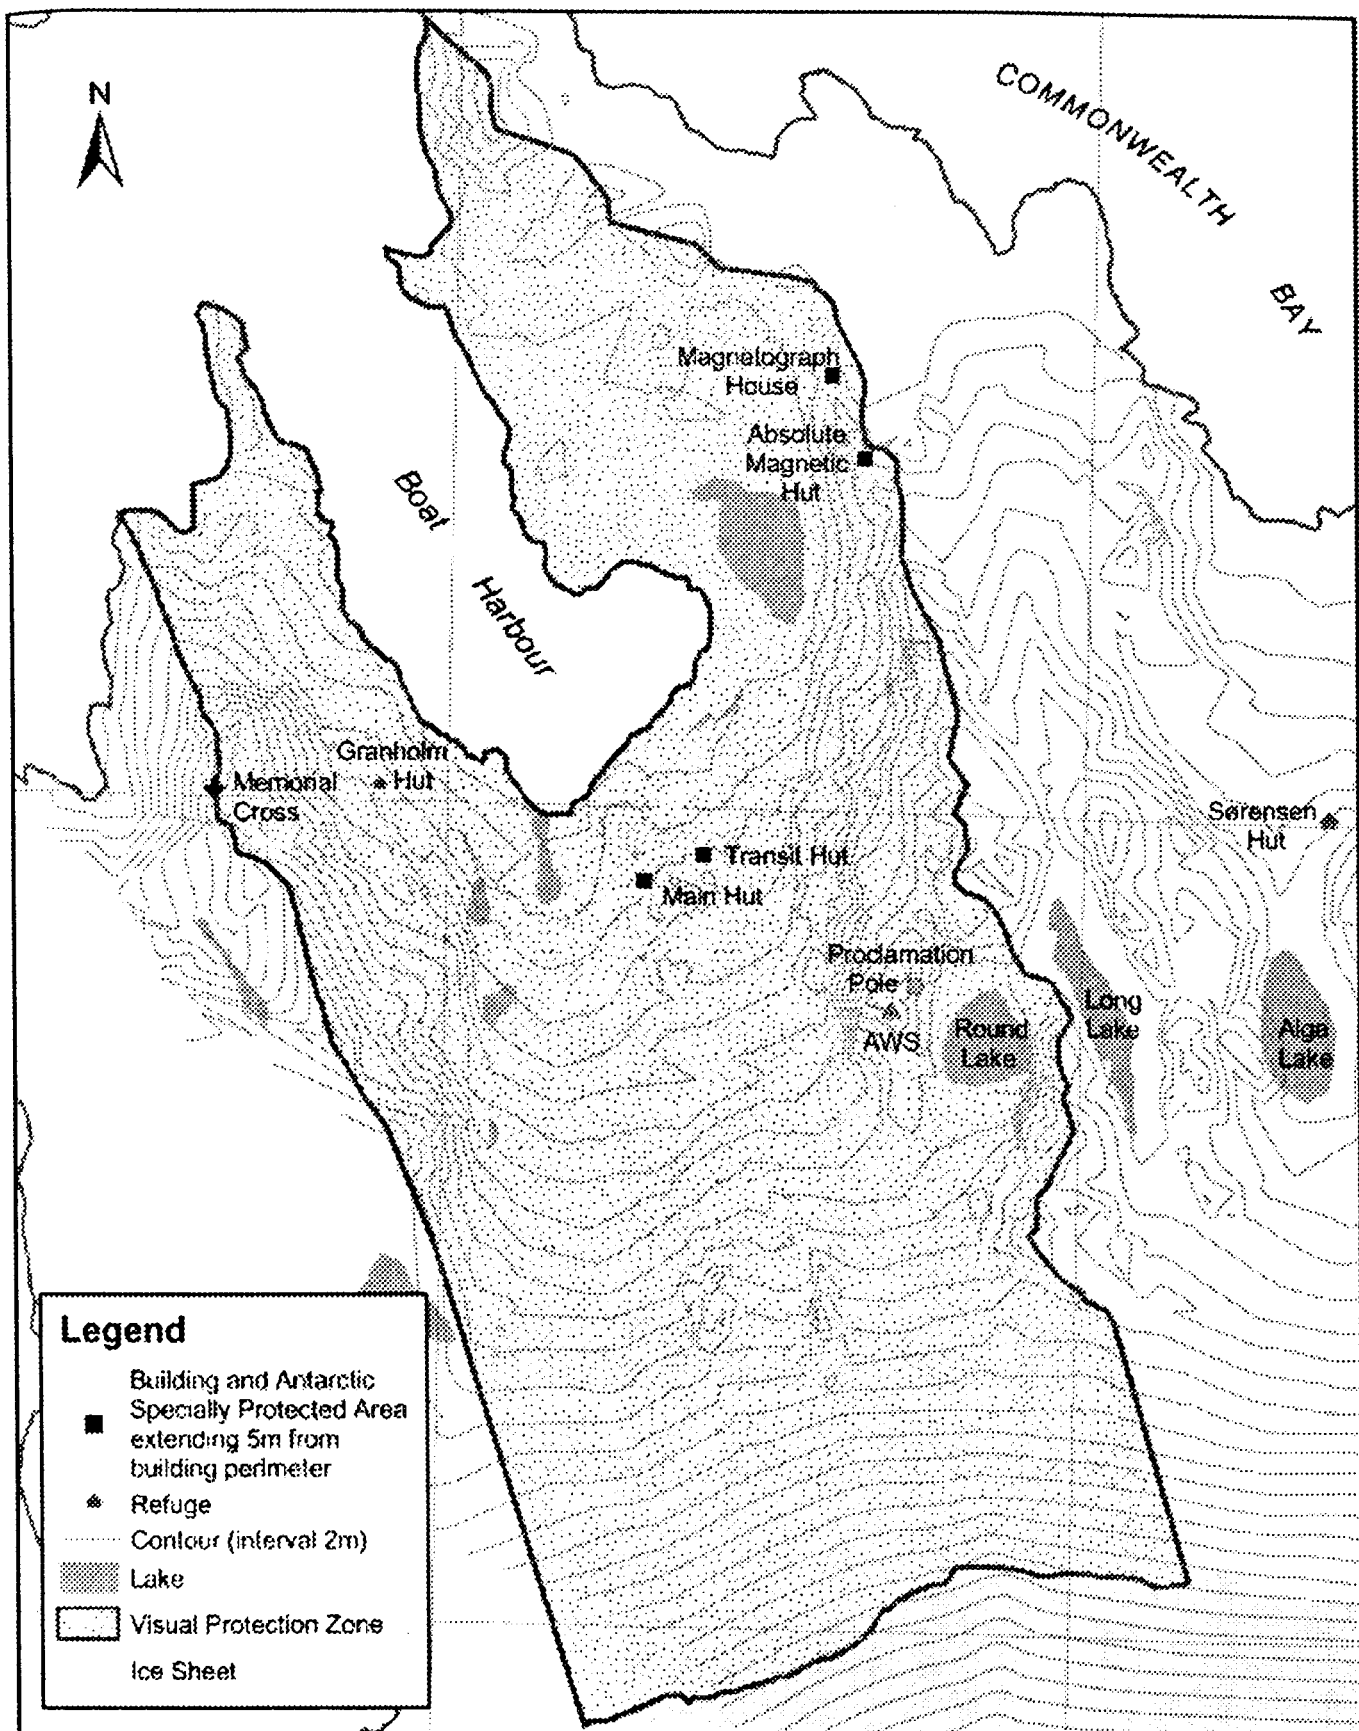 N
COMMONWEALTH
BAY
Magnetograph
House
Absolute
Magnetic
Hut
Boat
Harbour
Granholm
Hut
Memorial
Cross
Sørensen
Hut
Transit Hut
Main Hut
Proclamation
Pole
AWS
Round
Lake
Long
Lake
Alga
Lake
Legend
Building and Antarctic
Specially Protected Area
extending 5m from
building perimeter
Refuge
Contour (interval 2m)
Lake
Visual Protection Zone
Ice Sheet